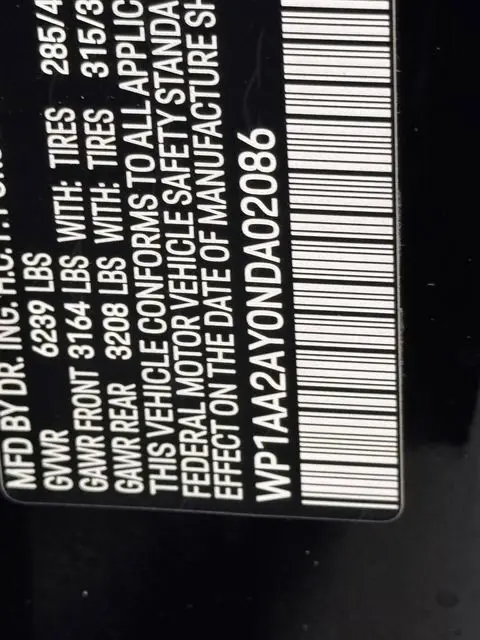 MFD BY DR. ING. H.C. F.
GVWR 6239 LBS
GAWR FRONT 3164 LBS WITH: TIRES 285/4
GAWR REAR 3208 LBS WITH: TIRES 315/3
THIS VEHICLE CONFORMS TO ALL APPLIC
FEDERAL MOTOR VEHICLE SAFETY STANDA
EFFECT ON THE DATE OF MANUFACTURE SH
WP1AA2AY0NDA02086